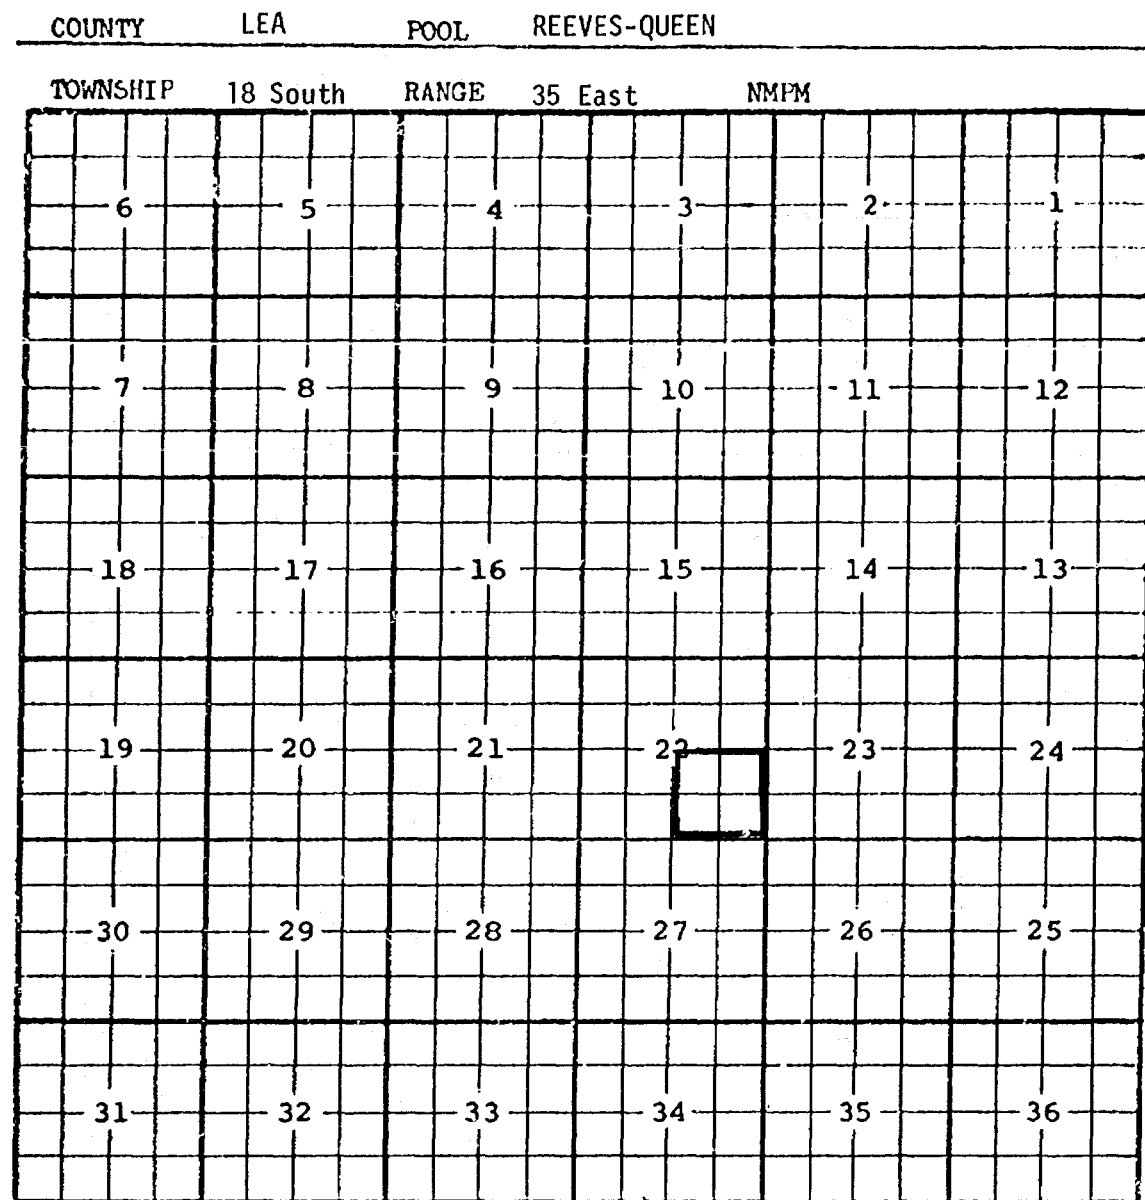 COUNTY LEA POOL REEVES-QUEEN
TOWNSHIP 18 South RANGE 35 East NMPM
6 5 4 3 2 1
7 8 9 10 11 12
18 17 16 15 14 13
19 20 21 22 23 24
30 29 28 27 26 25
31 32 33 34 35 36